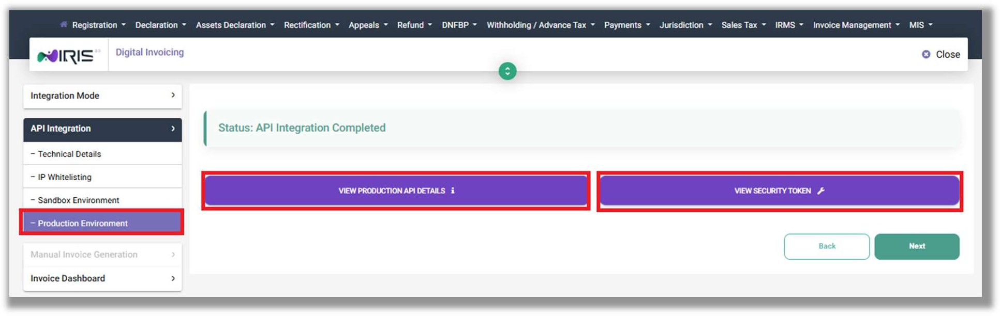 Registration Declaration Assets Declaration Rectification Appeals Refund DNFBP Withholding / Advance Tax Payments Jurisdiction Sales Tax IRMS Invoice Management MIS
IRIS 2.0 Digital Invoicing Close
Integration Mode
API Integration
– Technical Details
– IP Whitelisting
– Sandbox Environment
– Production Environment
Manual Invoice Generation
Invoice Dashboard
Status: API Integration Completed
VIEW PRODUCTION API DETAILS VIEW SECURITY TOKEN
Back Next